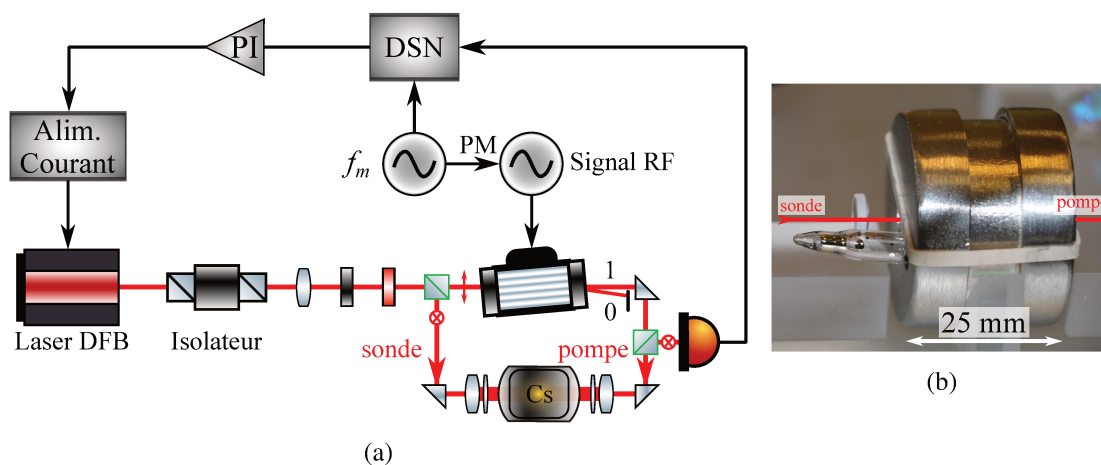 PI
DSN
Alim.
Courant
f_m
PM
Signal RF
Laser DFB
Isolateur
1
0
sonde
pompe
Cs
(a)
sonde
pompe
25 mm
(b)